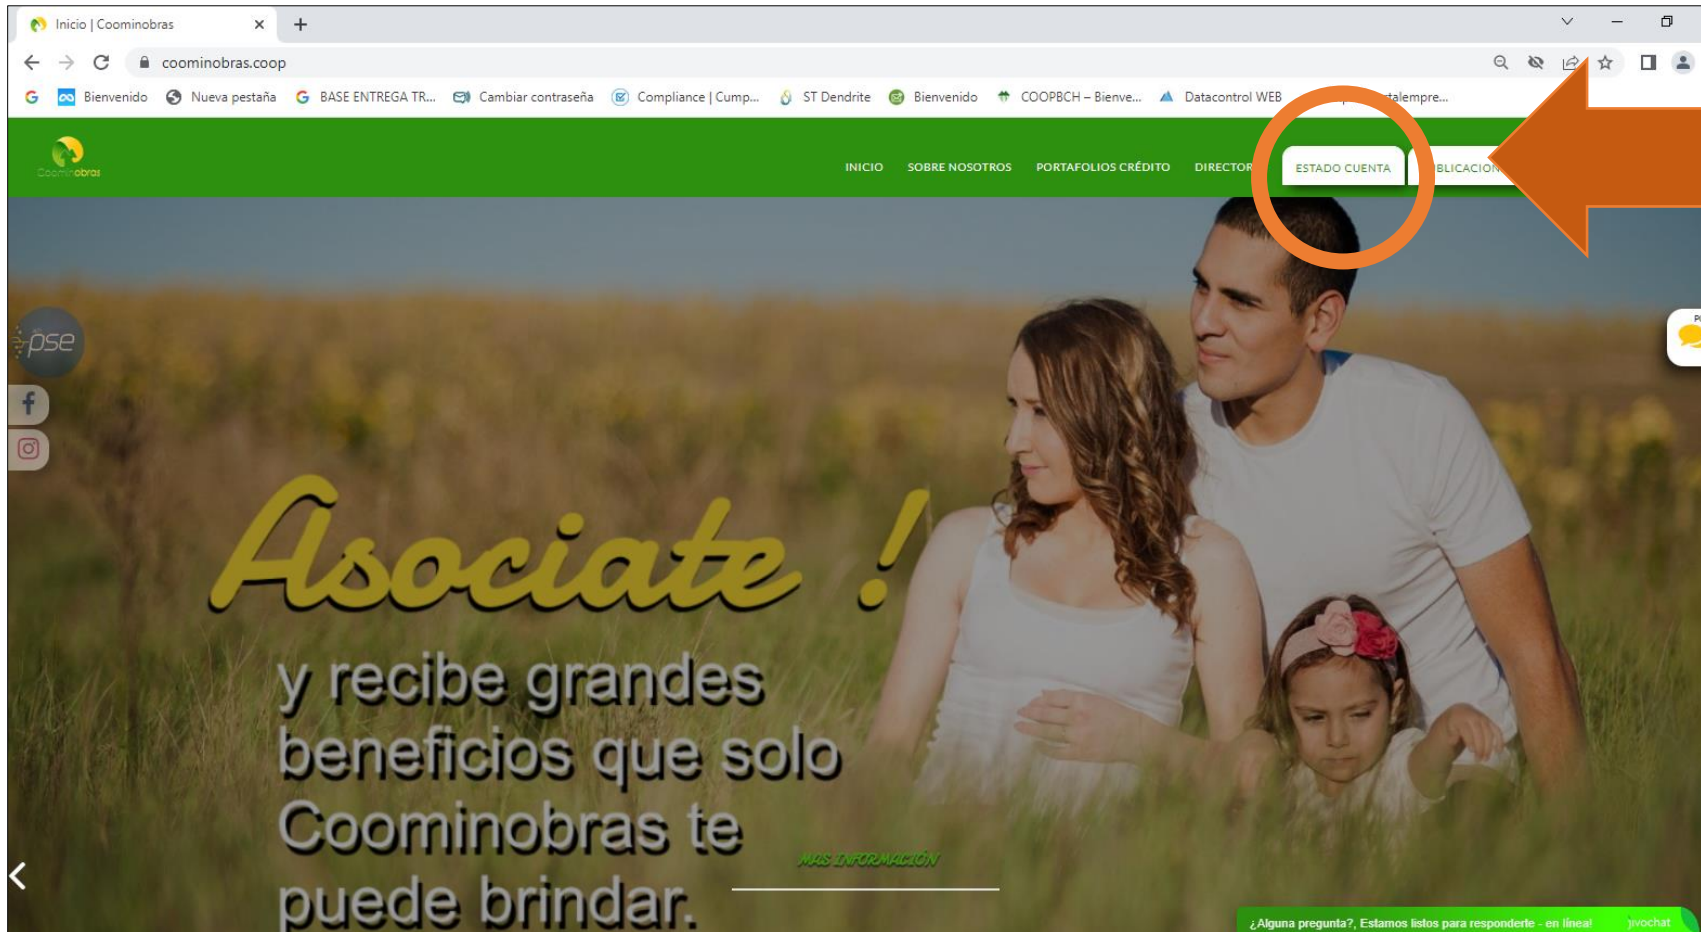 Inicio | Coominobras
coominobras.coop
Bienvenido Nueva pestaña BASE ENTREGA TR... Cambiar contraseña Compliance | Cump... ST Dendrite Bienvenido COOPBCH – Bienve... Datacontrol WEB
Coominobras
INICIO SOBRE NOSOTROS PORTAFOLIOS CRÉDITO ESTADO CUENTA
pse
Asociate !
y recibe grandes
beneficios que solo
Coominobras te
puede brindar.
MAS INFORMACIÓN
¿Alguna pregunta?, Estamos listos para responderte - en línea! jivochat